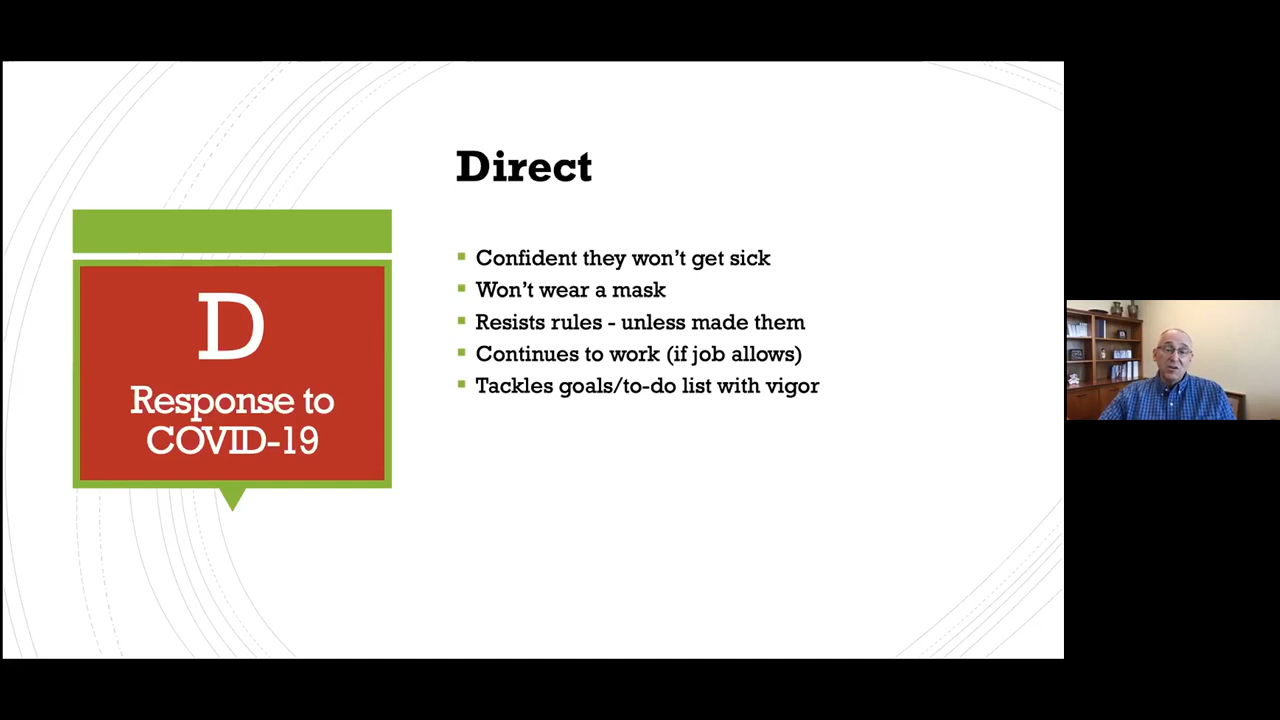 Direct
D
Response to
COVID-19
Confident they won't get sick
Won't wear a mask
Resists rules - unless made them
Continues to work (if job allows)
Tackles goals/to-do list with vigor